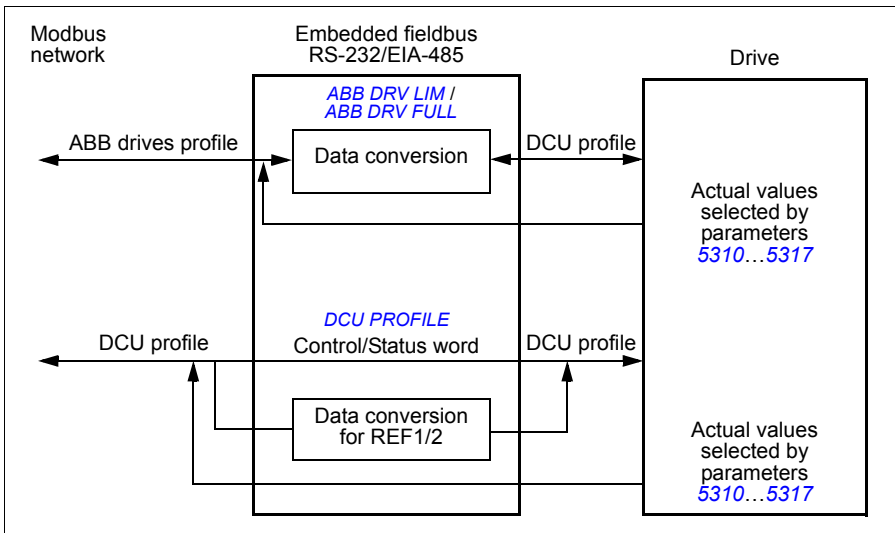 Modbus
network
Embedded fieldbus
RS-232/EIA-485
Drive
ABB DRV LIM /
ABB DRV FULL
ABB drives profile
Data conversion
DCU profile
Actual values
selected by
parameters
5310…5317
DCU PROFILE
DCU profile
Control/Status word
DCU profile
Data conversion
for REF1/2
Actual values
selected by
parameters
5310…5317